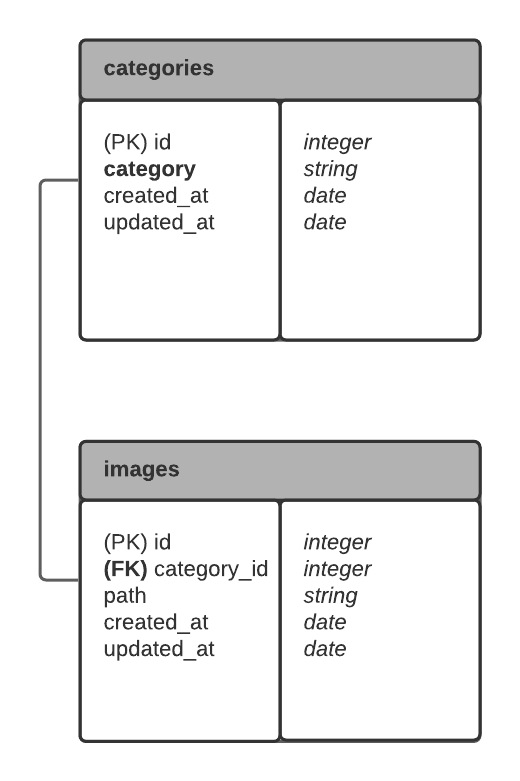 categories
(PK) id integer
category string
created_at date
updated_at date
images
(PK) id integer
(FK) category_id integer
path string
created_at date
updated_at date